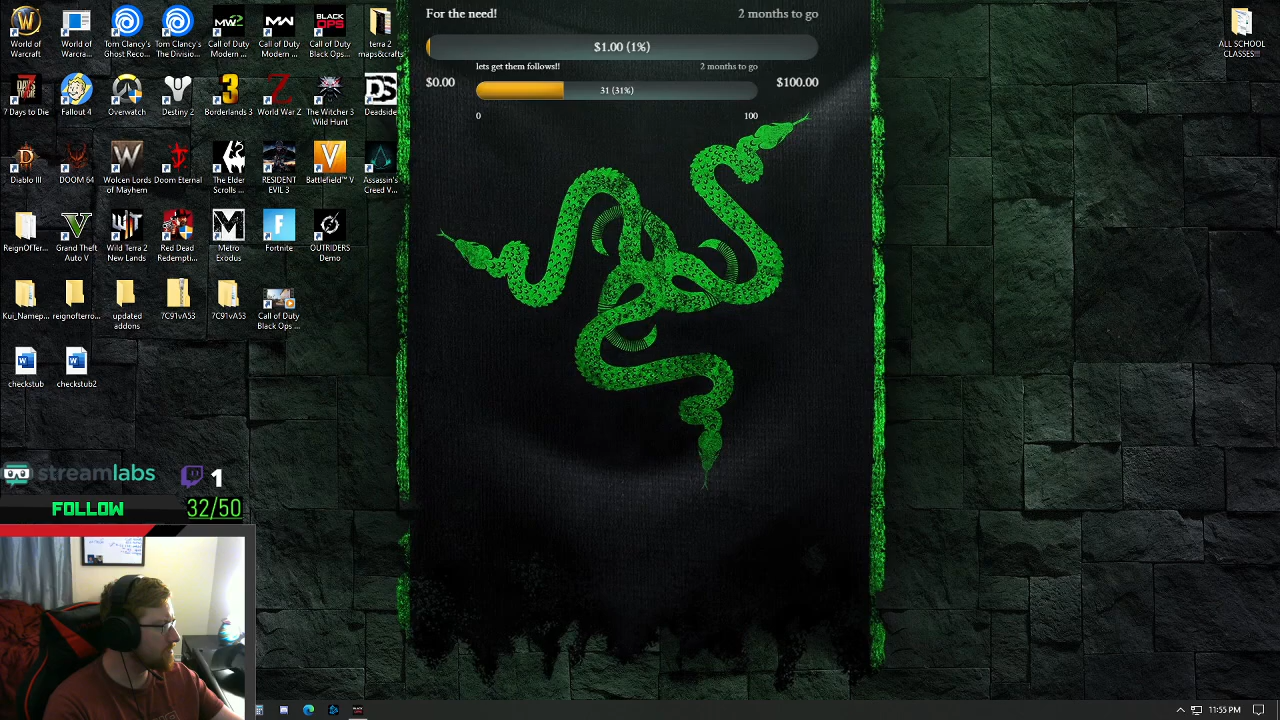 For the need!
2 months to go
$1.00 (1%)
lets get them follows!!
2 months to go
$0.00
31 (31%)
$100.00
0
100
World of Warcraft
World of Warcra...
Tom Clancy's Ghost Reco...
Tom Clancy's The Divisio...
Call of Duty Modern ...
Call of Duty Modern ...
Call of Duty Black Ops...
terra 2 maps&crafts
ALL SCHOOL CLASSES!!!
7 Days to Die
Fallout 4
Overwatch
Destiny 2
Borderlands 3
World War Z
The Witcher 3 Wild Hunt
Deadside
Diablo III
DOOM 64
Wolcen Lords of Mayhem
Doom Eternal
The Elder Scrolls ...
RESIDENT EVIL 3
Battlefield™ V
Assassin's Creed V...
ReignOfTer...
Grand Theft Auto V
Wild Terra 2 New Lands
Red Dead Redempti...
Metro Exodus
Fortnite
OUTRIDERS Demo
Kui_Namep...
reignofterro...
updated addons
7C91vA53
7C91vA53
Call of Duty Black Ops ...
checkstub
checkstub2
streamlabs
1
FOLLOW
32/50
11:55 PM